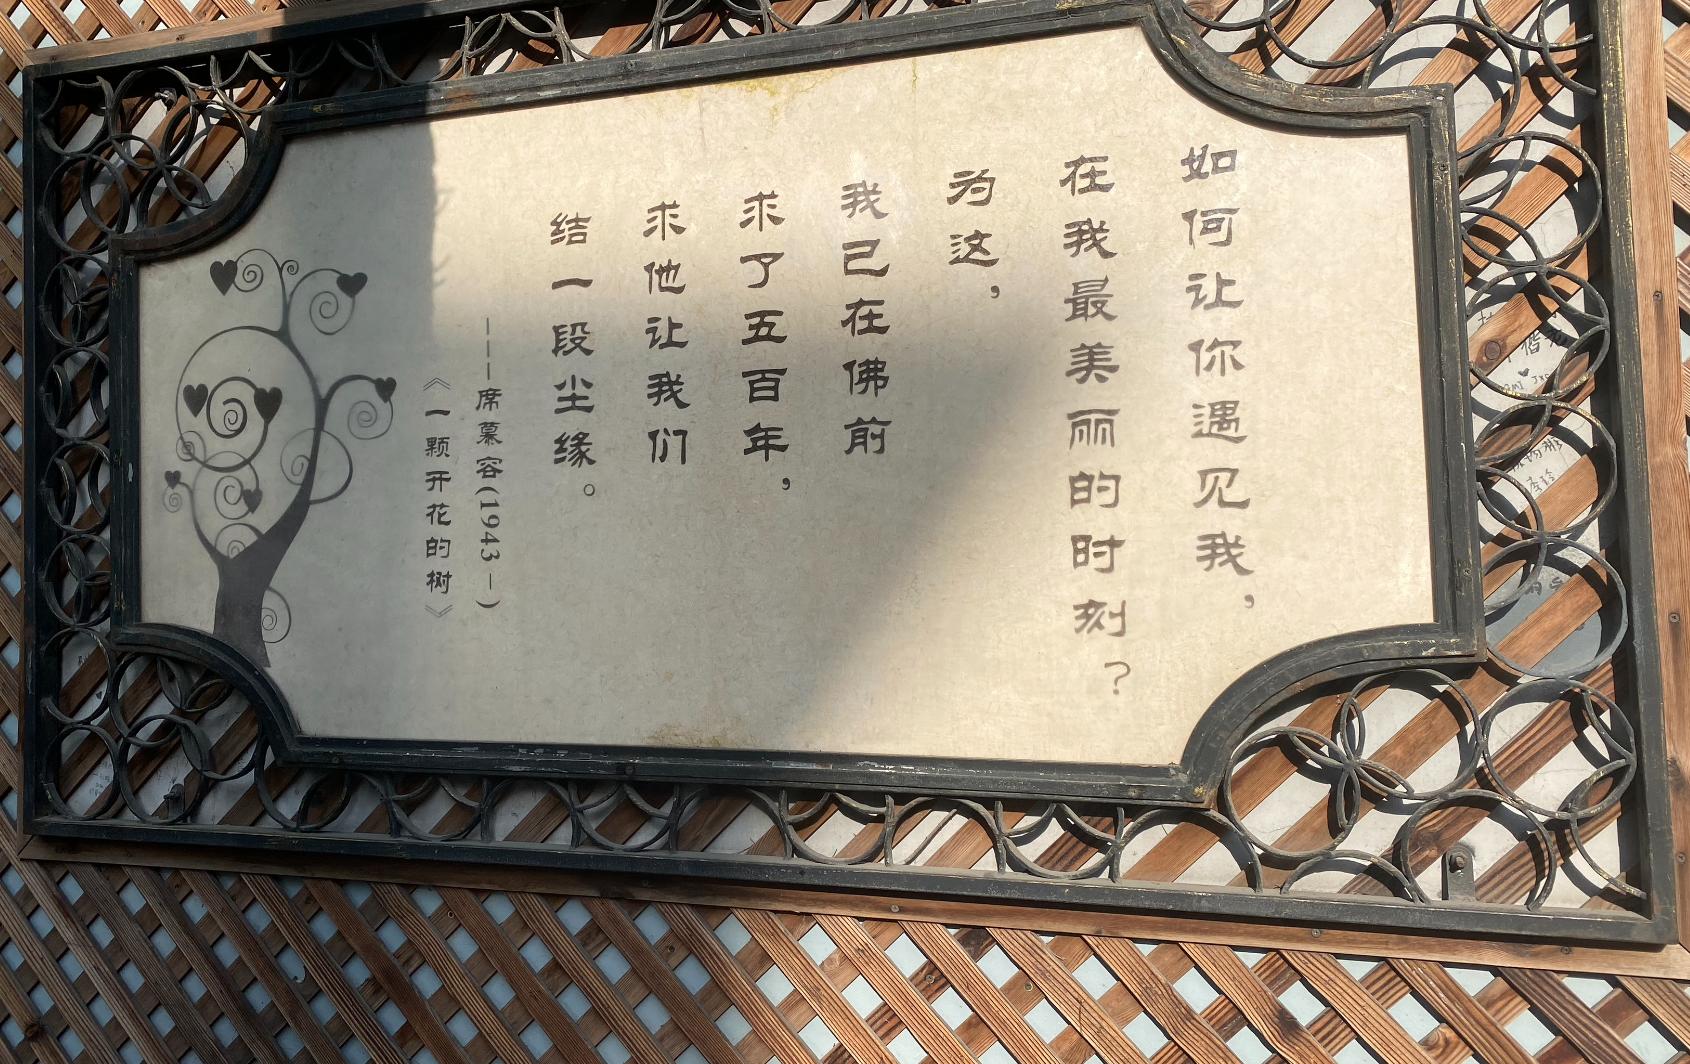 如何让你遇见我，
在我最美丽的时刻？
为这，
我已在佛前
求了五百年，
求他让我们
结一段尘缘。
———席慕容(1943－)
《一颗开花的树》